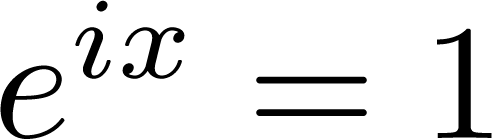 e^{ix} = 1